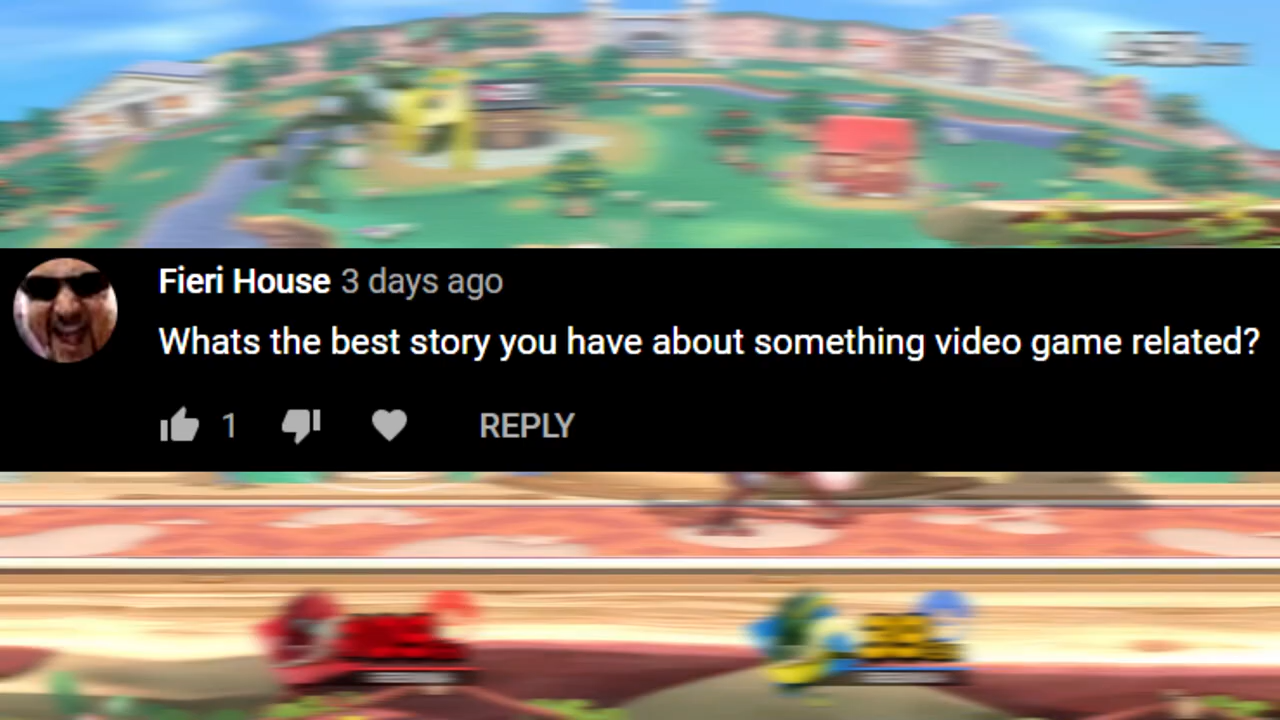 Fieri House 3 days ago
Whats the best story you have about something video game related?
1 REPLY